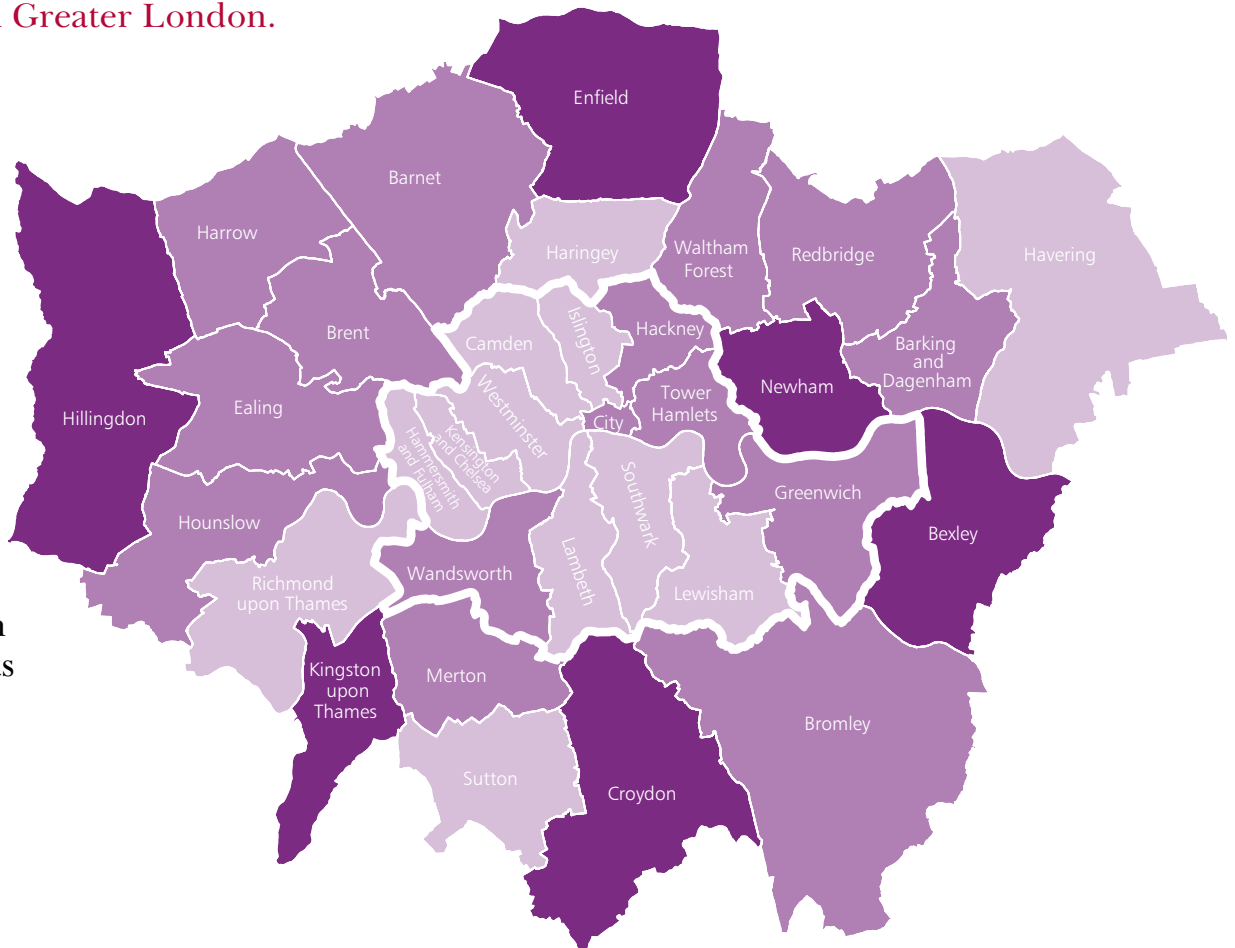 Greater London.
Enfield
Barnet
Harrow
Haringey
Waltham
Forest
Redbridge
Havering
Brent
Camden
Islington
Hackney
Barking
and
Dagenham
Newham
Tower
Hamlets
Hillingdon
Ealing
City
Westminster
Kensington
and Chelsea
Hammersmith
and Fulham
Southwark
Greenwich
Hounslow
Bexley
Lambeth
Wandsworth
Richmond
upon Thames
Lewisham
Kingston
upon
Thames
Merton
Bromley
Sutton
Croydon